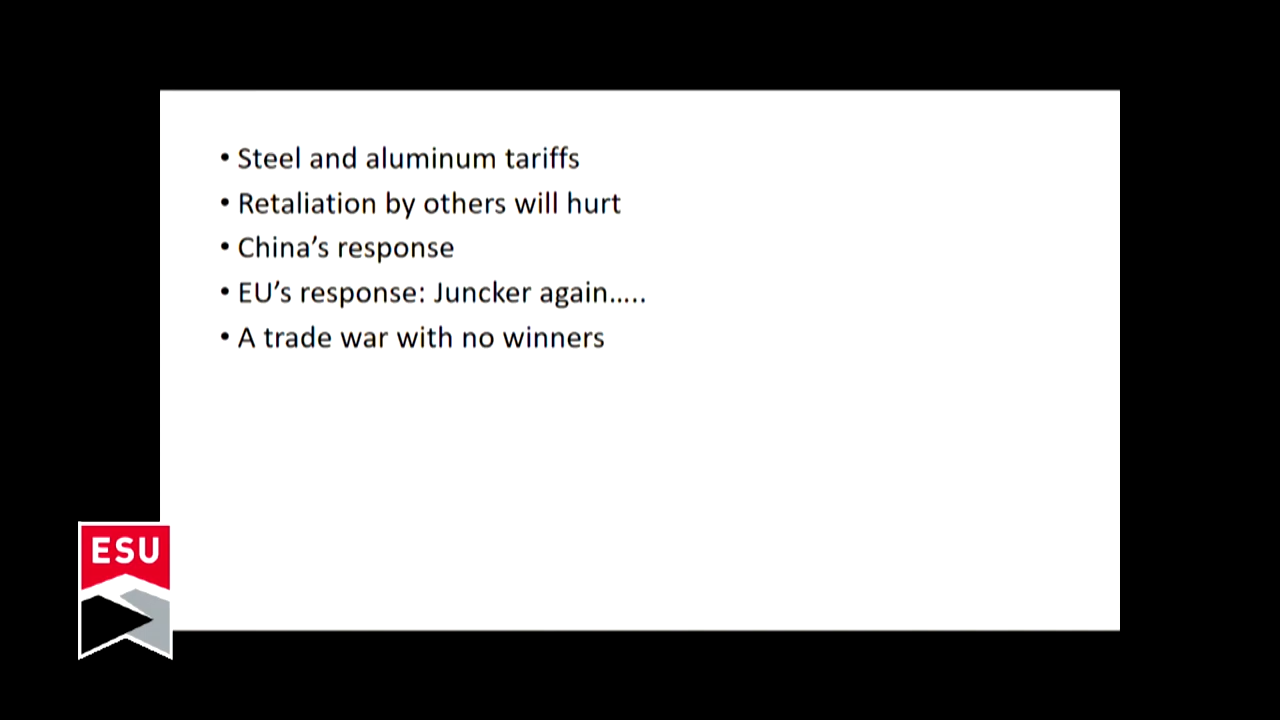 • Steel and aluminum tariffs
• Retaliation by others will hurt
• China’s response
• EU’s response: Juncker again.....
• A trade war with no winners
ESU